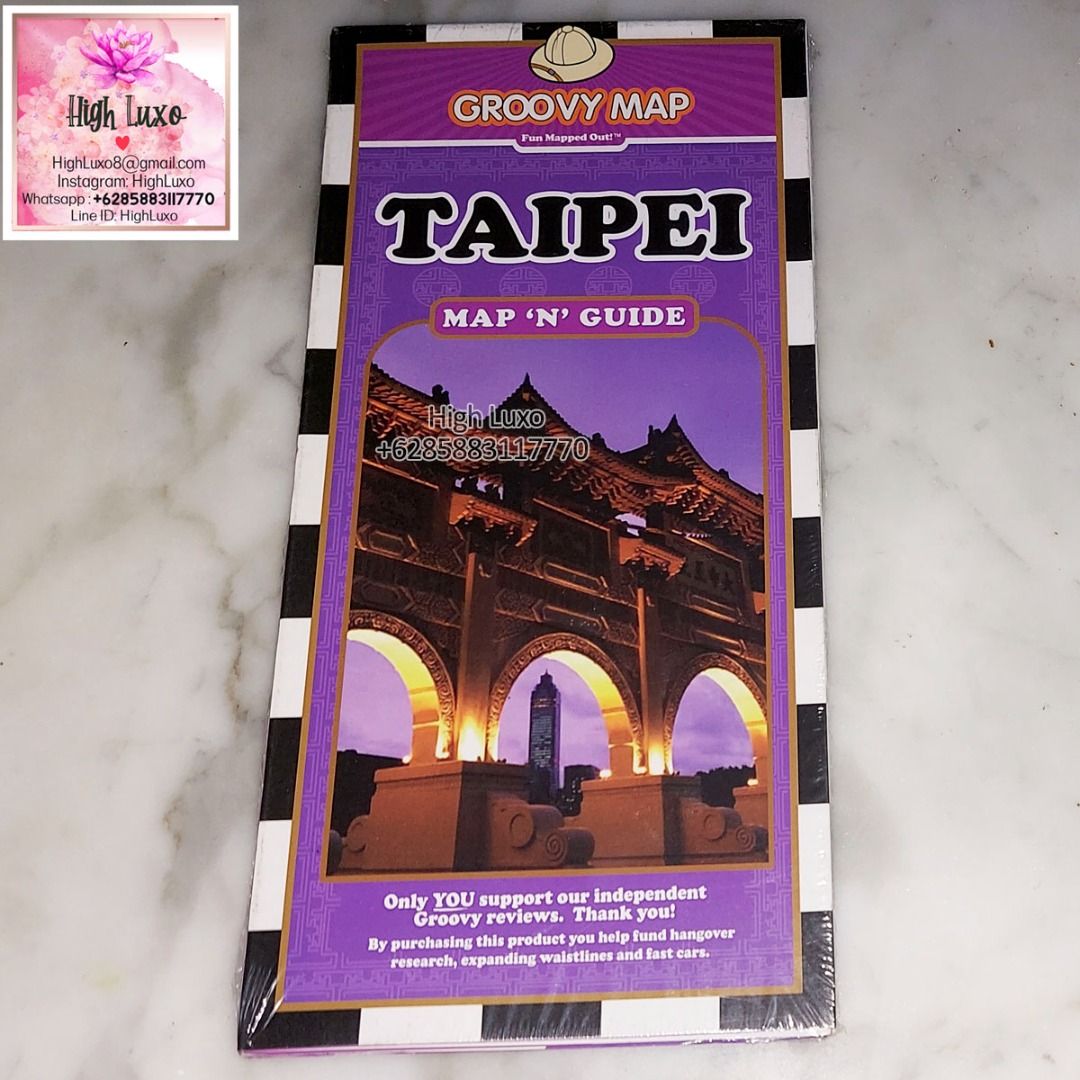 High Luxo
HighLuxo8@gmail.com
Instagram: HighLuxo
Whatsapp : +6285883117770
Line ID: HighLuxo
GROOVY MAP
Fun Mapped Out!™
TAIPEI
MAP ‘N’ GUIDE
High Luxo
+6285883117770
Only YOU support our independent
Groovy reviews. Thank you!
By purchasing this product you help fund hangover
research, expanding waistlines and fast cars.